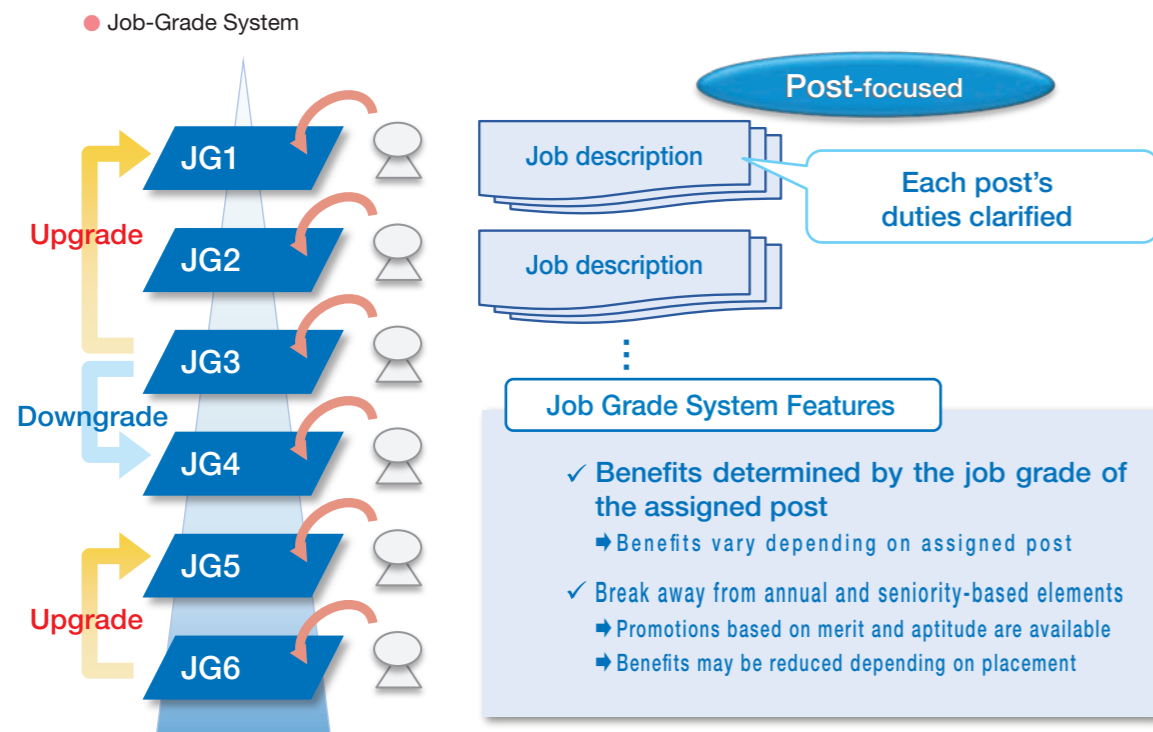 Job-Grade System
Post-focused
JG1
JG2
JG3
JG4
JG5
JG6
Upgrade
Downgrade
Upgrade
Job description
Each post's
duties clarified
Job description
Job Grade System Features
✓ Benefits determined by the job grade of
the assigned post
➡ Benefits vary depending on assigned post
✓ Break away from annual and seniority-based elements
➡ Promotions based on merit and aptitude are available
➡ Benefits may be reduced depending on placement